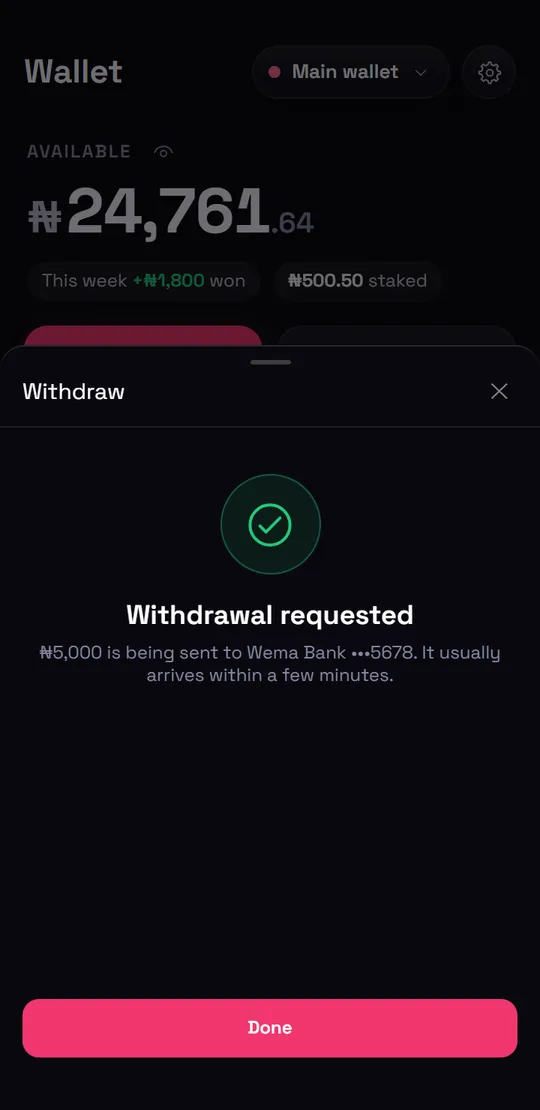 Wallet
Main wallet
AVAILABLE
₦24,761.64
This week +₦1,800 won
₦500.50 staked
Withdraw
Withdrawal requested
₦5,000 is being sent to Wema Bank •••5678. It usually
arrives within a few minutes.
Done